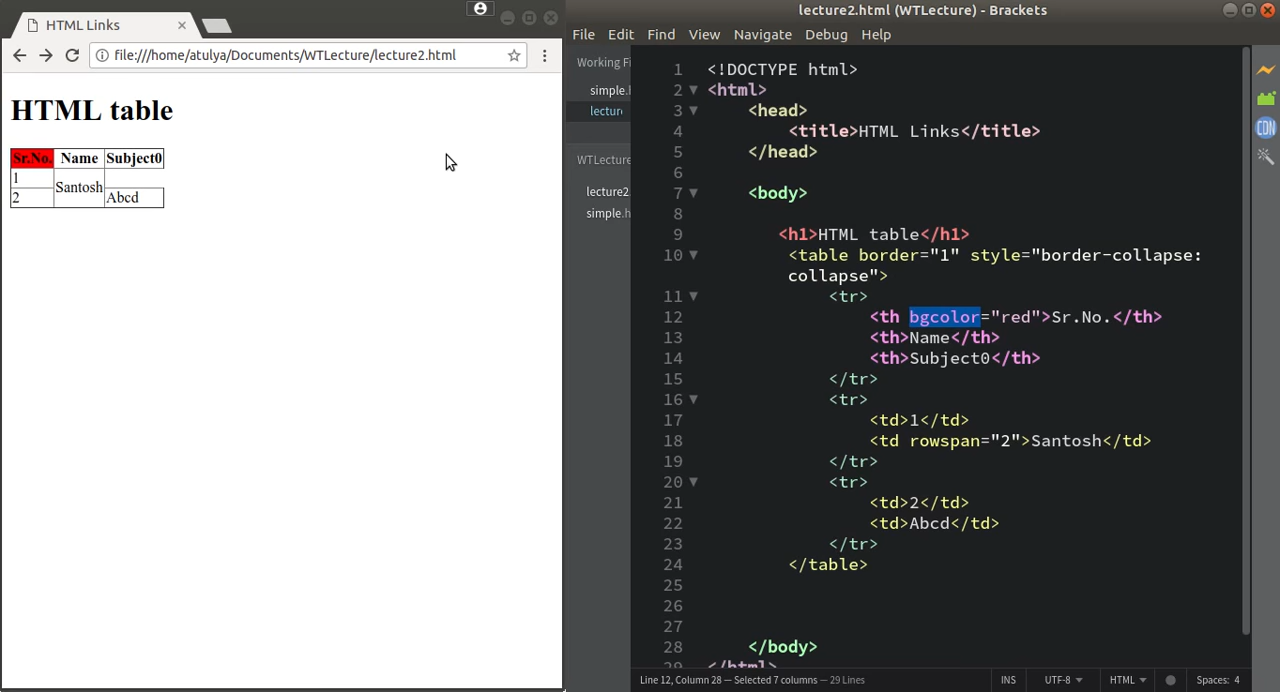 HTML Links
file:///home/atulya/Documents/WTLecture/lecture2.html
HTML table
Sr.No. Name Subject0
1
Santosh
2 Abcd
lecture2.html (WTLecture) - Brackets
File Edit Find View Navigate Debug Help
Working Fi
simple.h
lecture
WTLecture
lecture2.
simple.h
1 <!DOCTYPE html>
2 <html>
3 <head>
4 <title>HTML Links</title>
5 </head>
6
7 <body>
8
9 <h1>HTML table</h1>
10 <table border="1" style="border-collapse:
collapse">
11 <tr>
12 <th bgcolor="red">Sr.No.</th>
13 <th>Name</th>
14 <th>Subject0</th>
15 </tr>
16 <tr>
17 <td>1</td>
18 <td rowspan="2">Santosh</td>
19 </tr>
20 <tr>
21 <td>2</td>
22 <td>Abcd</td>
23 </tr>
24 </table>
25
26
27
28 </body>
29 </html>
CDN
Line 12, Column 28 — Selected 7 columns — 29 Lines INS UTF-8 HTML Spaces: 4